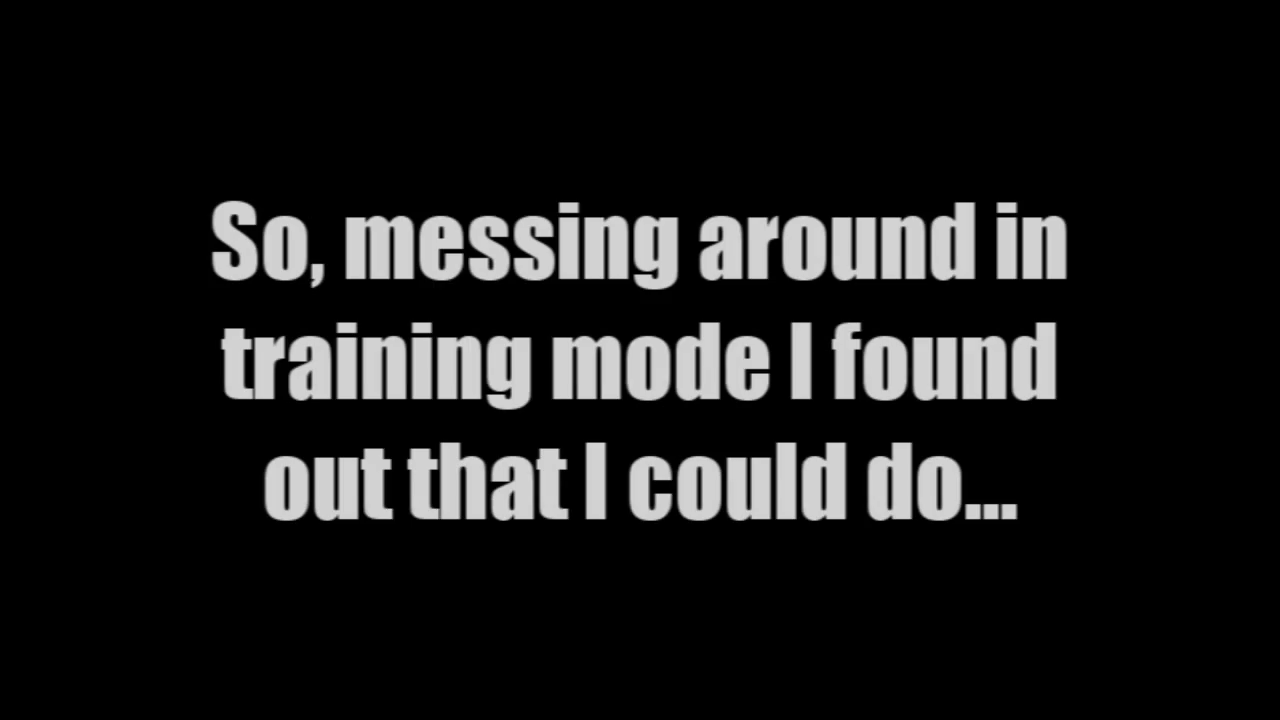 So, messing around in
training mode I found
out that I could do...